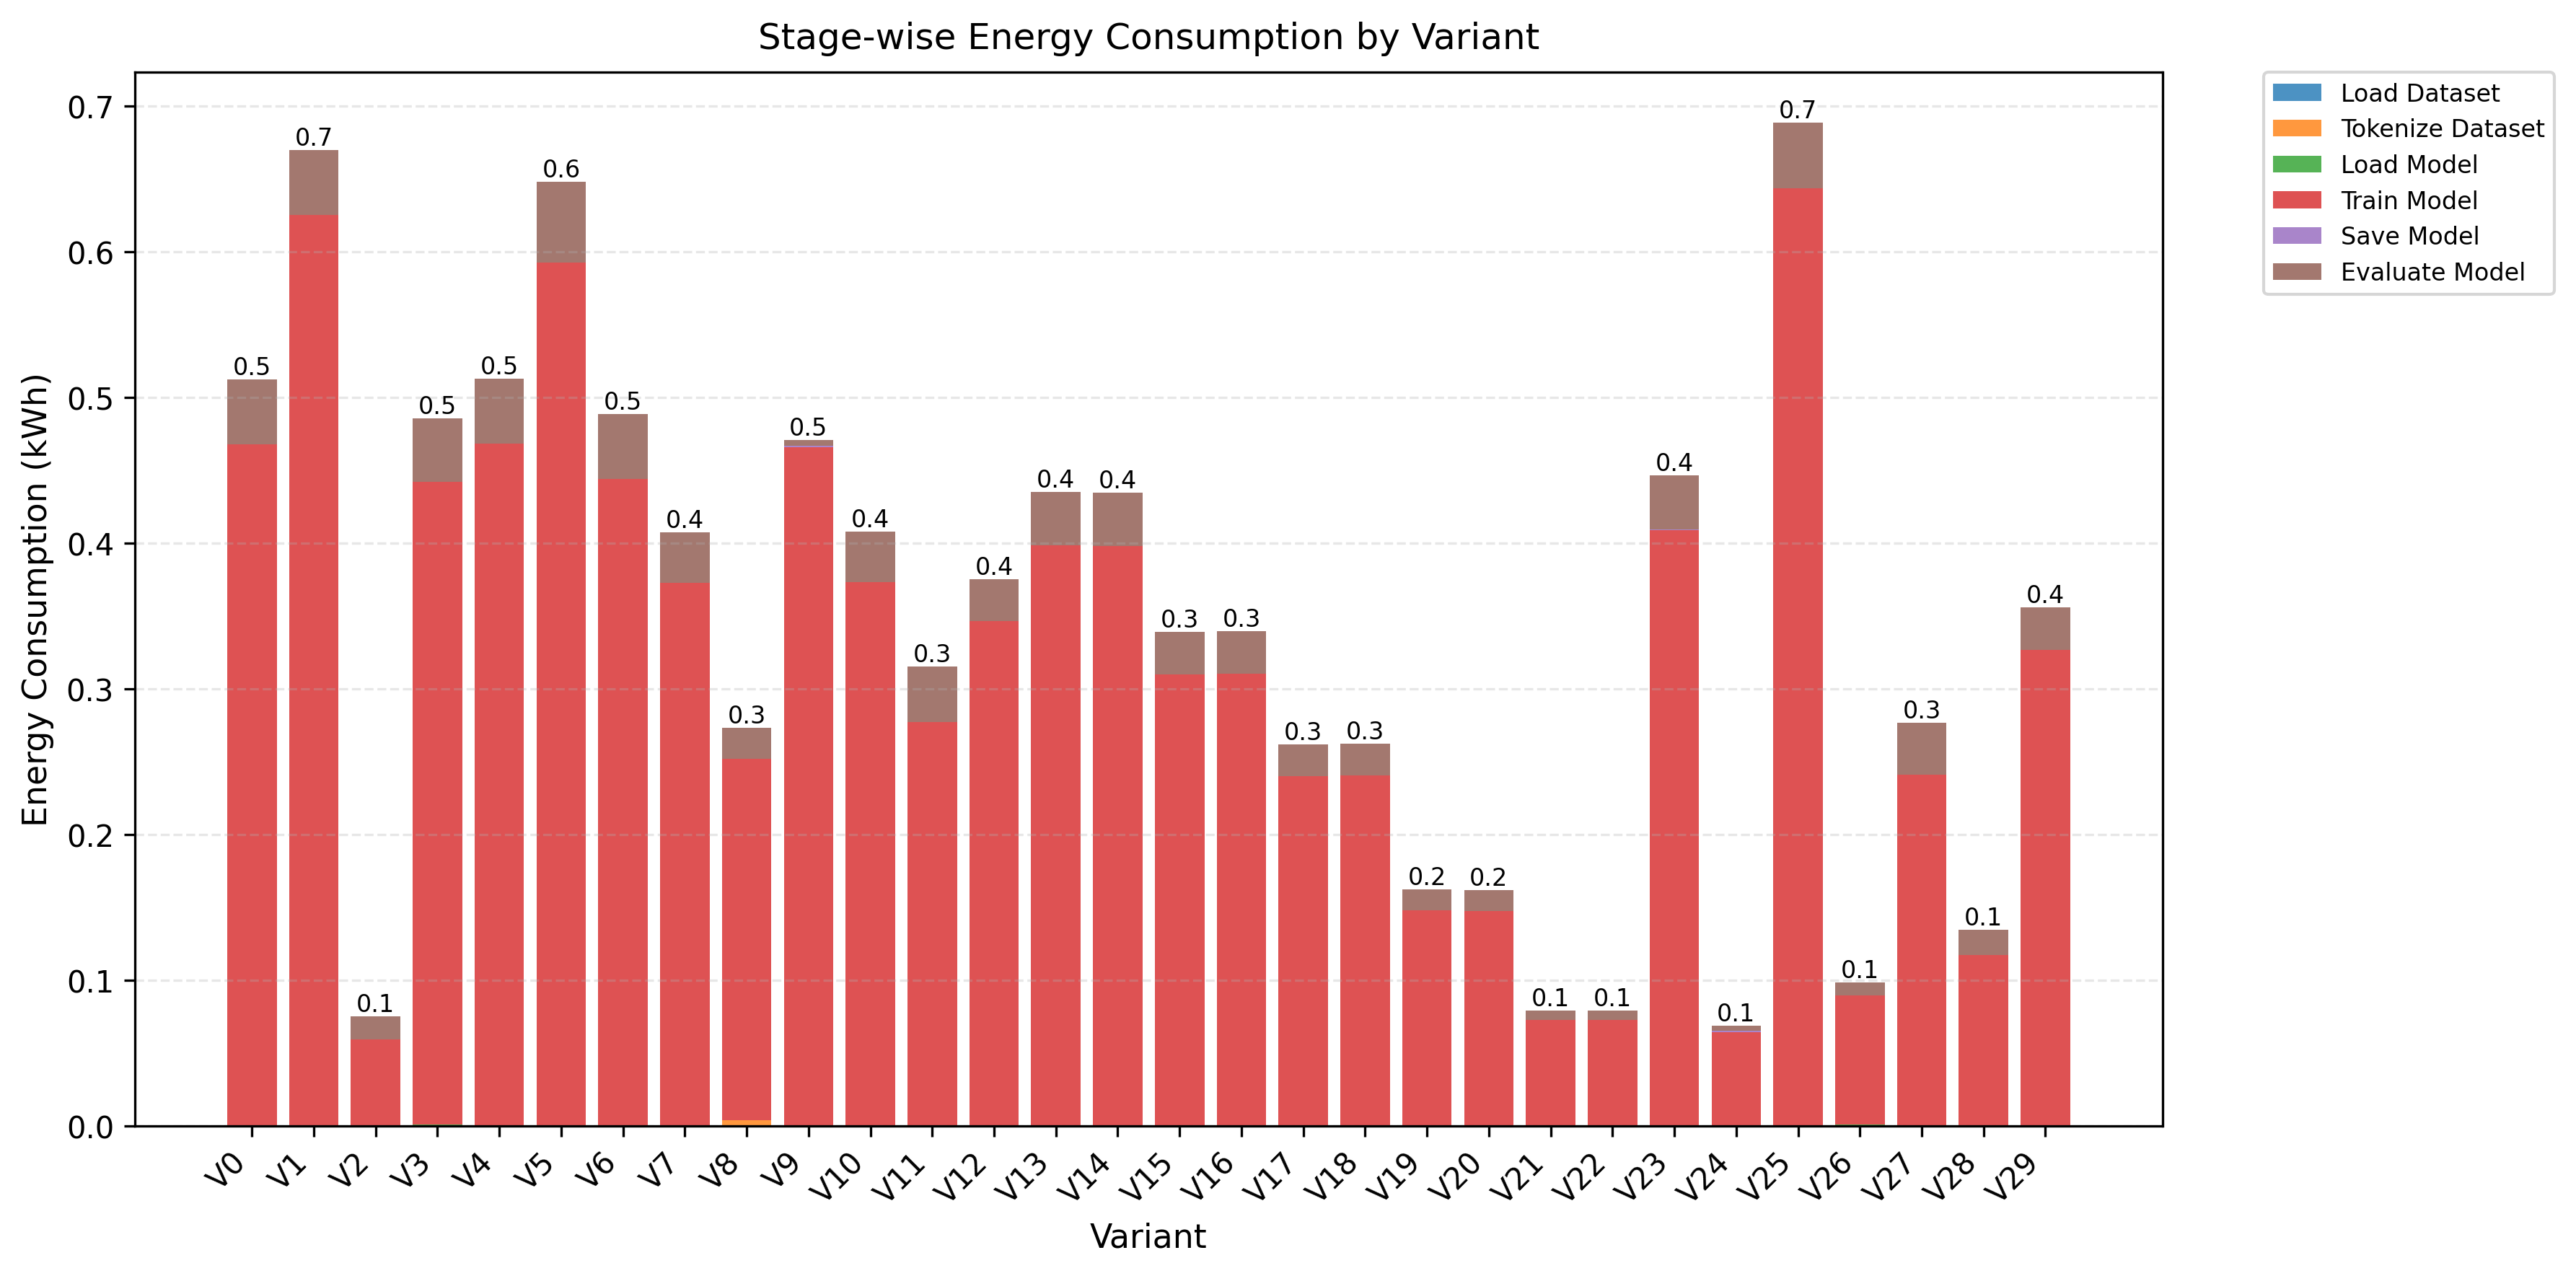 Stage-wise Energy Consumption by Variant
Energy Consumption (kWh)
0.7
0.6
0.5
0.4
0.3
0.2
0.1
0.0
0.5
0.7
0.1
0.5
0.5
0.6
0.5
0.4
0.3
0.5
0.4
0.3
0.4
0.4
0.4
0.3
0.3
0.3
0.3
0.2
0.2
0.1
0.1
0.4
0.1
0.7
0.1
0.3
0.1
0.4
V0
V1
V2
V3
V4
V5
V6
V7
V8
V9
V10
V11
V12
V13
V14
V15
V16
V17
V18
V19
V20
V21
V22
V23
V24
V25
V26
V27
V28
V29
Variant
Load Dataset
Tokenize Dataset
Load Model
Train Model
Save Model
Evaluate Model